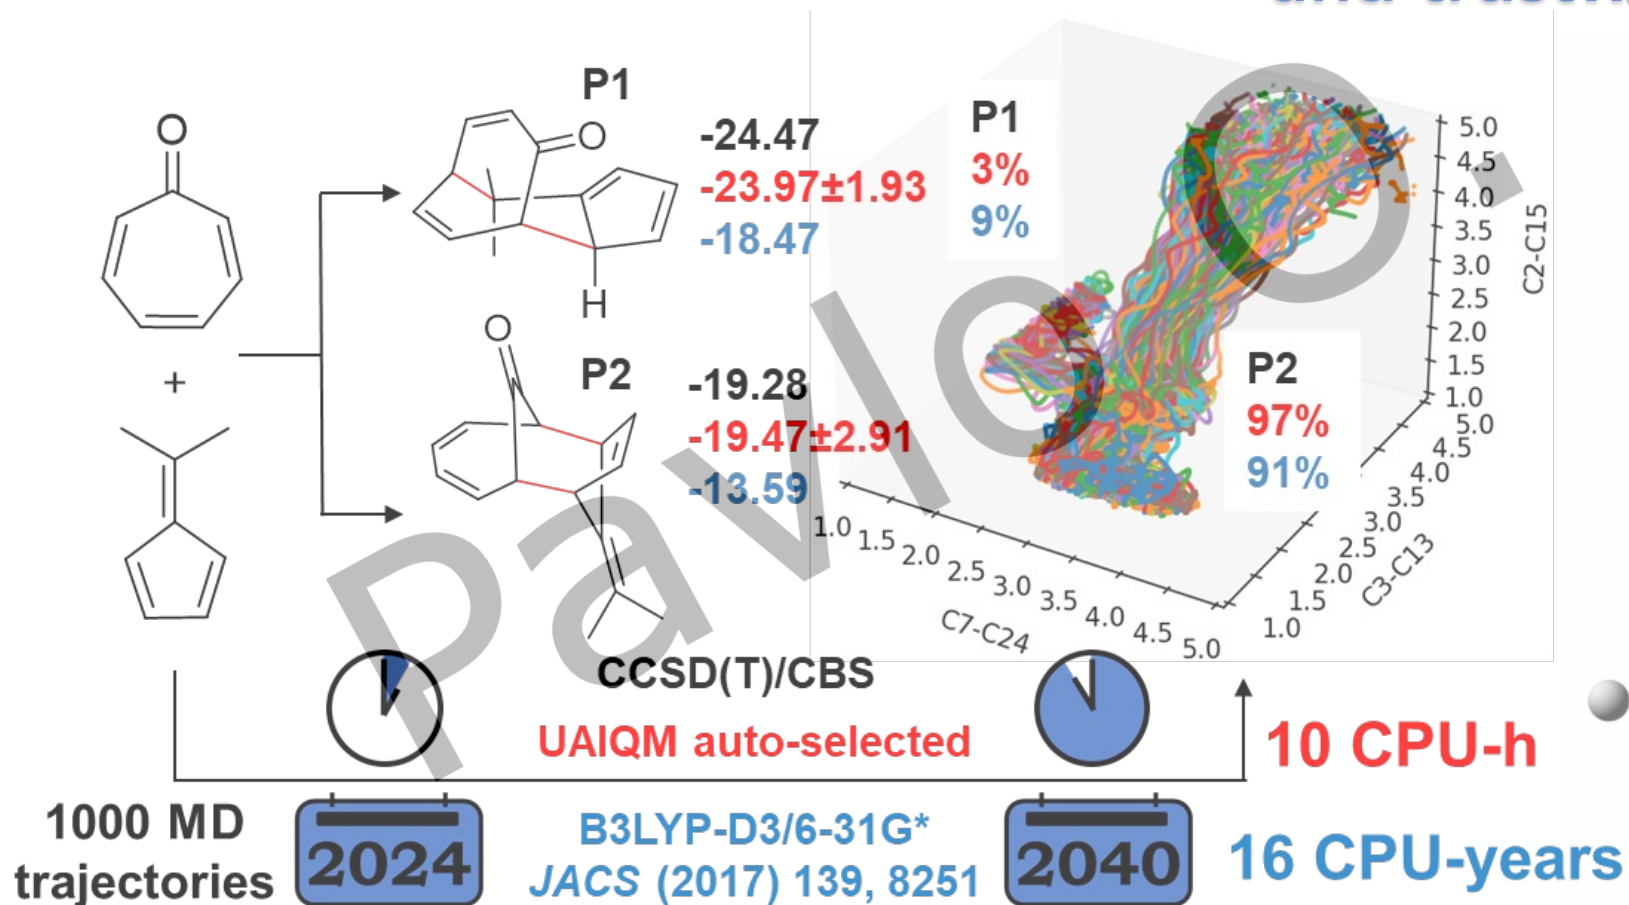 and trustw
O
+
P1
O
H
-24.47
-23.97±1.93
-18.47
O
P2
-19.28
-19.47±2.91
-13.59
P1
3%
9%
P2
97%
91%
5.0
4.5
4.0
3.5
3.0
2.5
2.0
1.5
1.0
C2-C15
5.0
4.5
4.0
3.5
3.0
2.5
2.0
1.5
1.0
C3-C13
1.0
1.5
2.0
2.5
3.0
3.5
4.0
4.5
5.0
C7-C24
CCSD(T)/CBS
UAIQM auto-selected
10 CPU-h
1000 MD
trajectories
2024
B3LYP-D3/6-31G*
JACS (2017) 139, 8251
2040
16 CPU-years
Pavlo O.